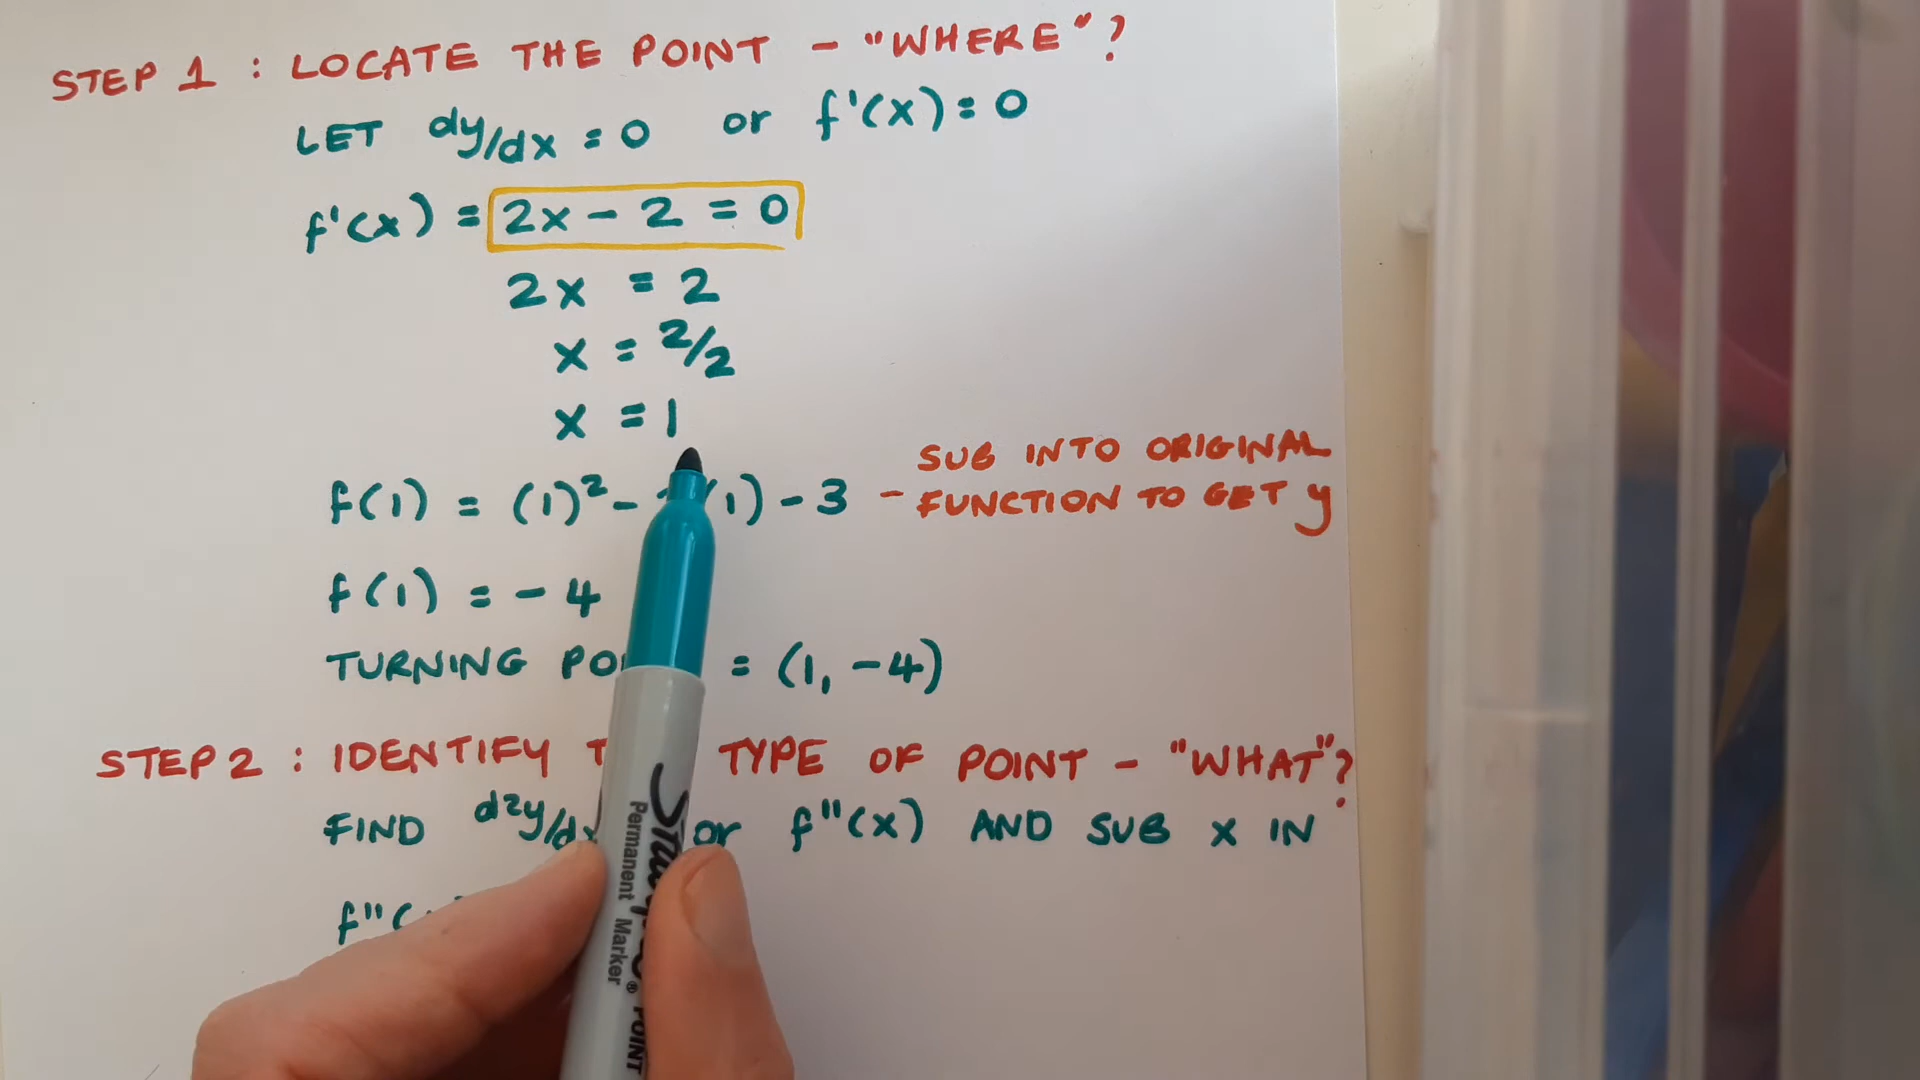 STEP 1 : LOCATE THE POINT - "WHERE"?
LET dy/dx = 0 or f'(x) = 0
f'(x) = 2x - 2 = 0
2x = 2
x = 2/2
x = 1
f(1) = (1)² - (1) - 3 - SUB INTO ORIGINAL
FUNCTION TO GET y
f(1) = -4
TURNING = (1, -4)
STEP 2 : IDENTIFY TYPE OF POINT - "WHAT"?
FIND d²y/dx or f''(x) AND SUB x IN
f''(
Permanent Marker
POINT